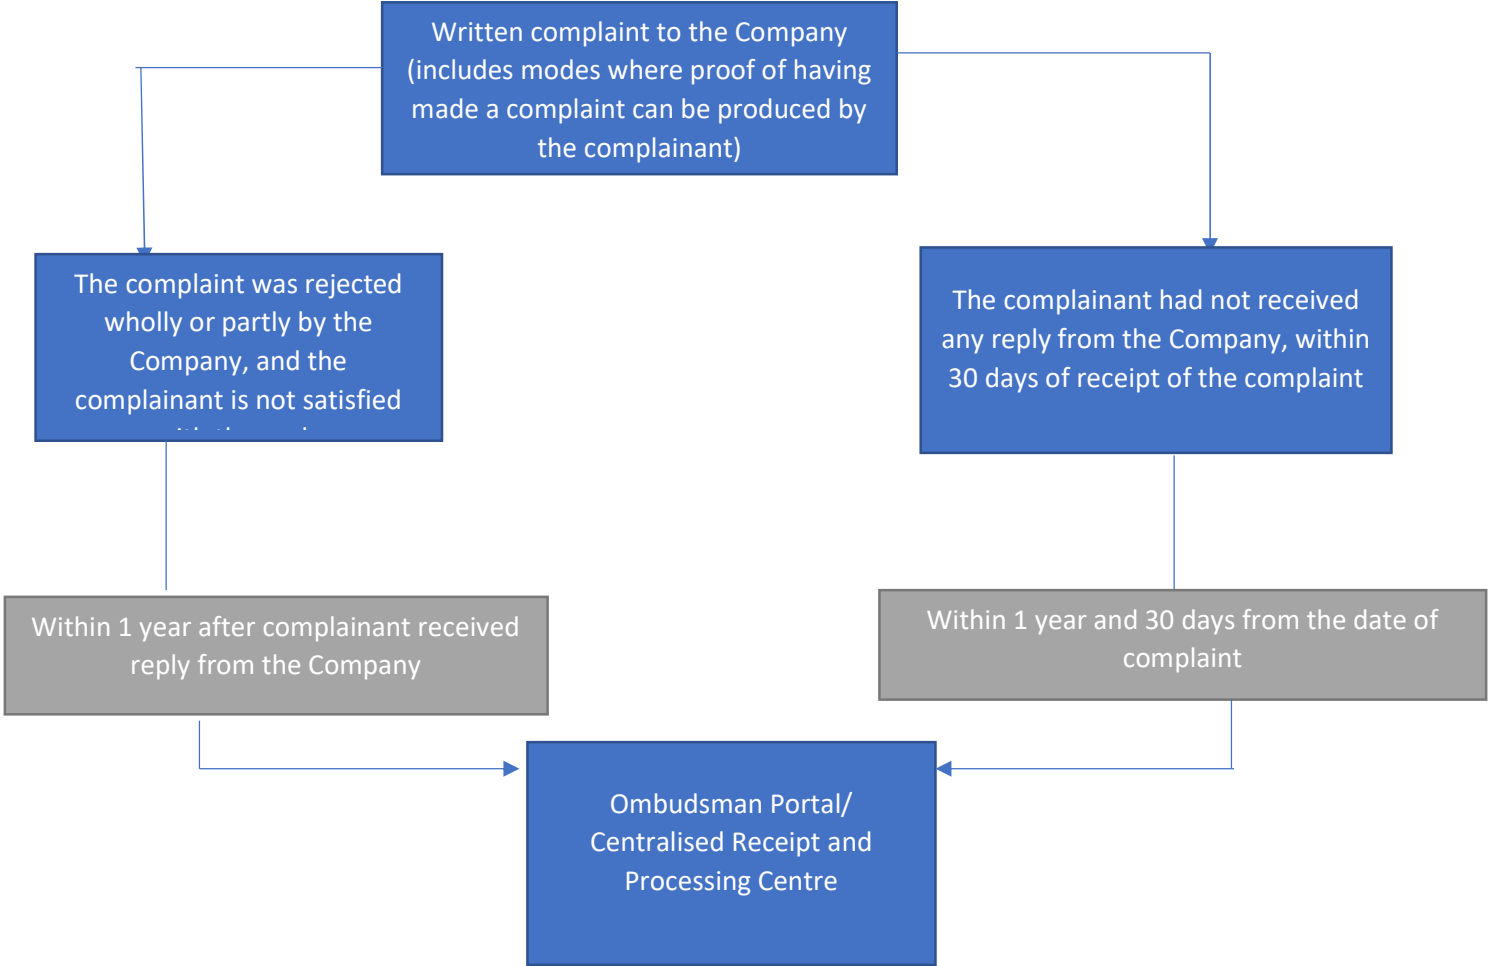 Written complaint to the Company
(includes modes where proof of having
made a complaint can be produced by
the complainant)
The complaint was rejected
wholly or partly by the
Company, and the
complainant is not satisfied
The complainant had not received
any reply from the Company, within
30 days of receipt of the complaint
Within 1 year after complainant received
reply from the Company
Within 1 year and 30 days from the date of
complaint
Ombudsman Portal/
Centralised Receipt and
Processing Centre